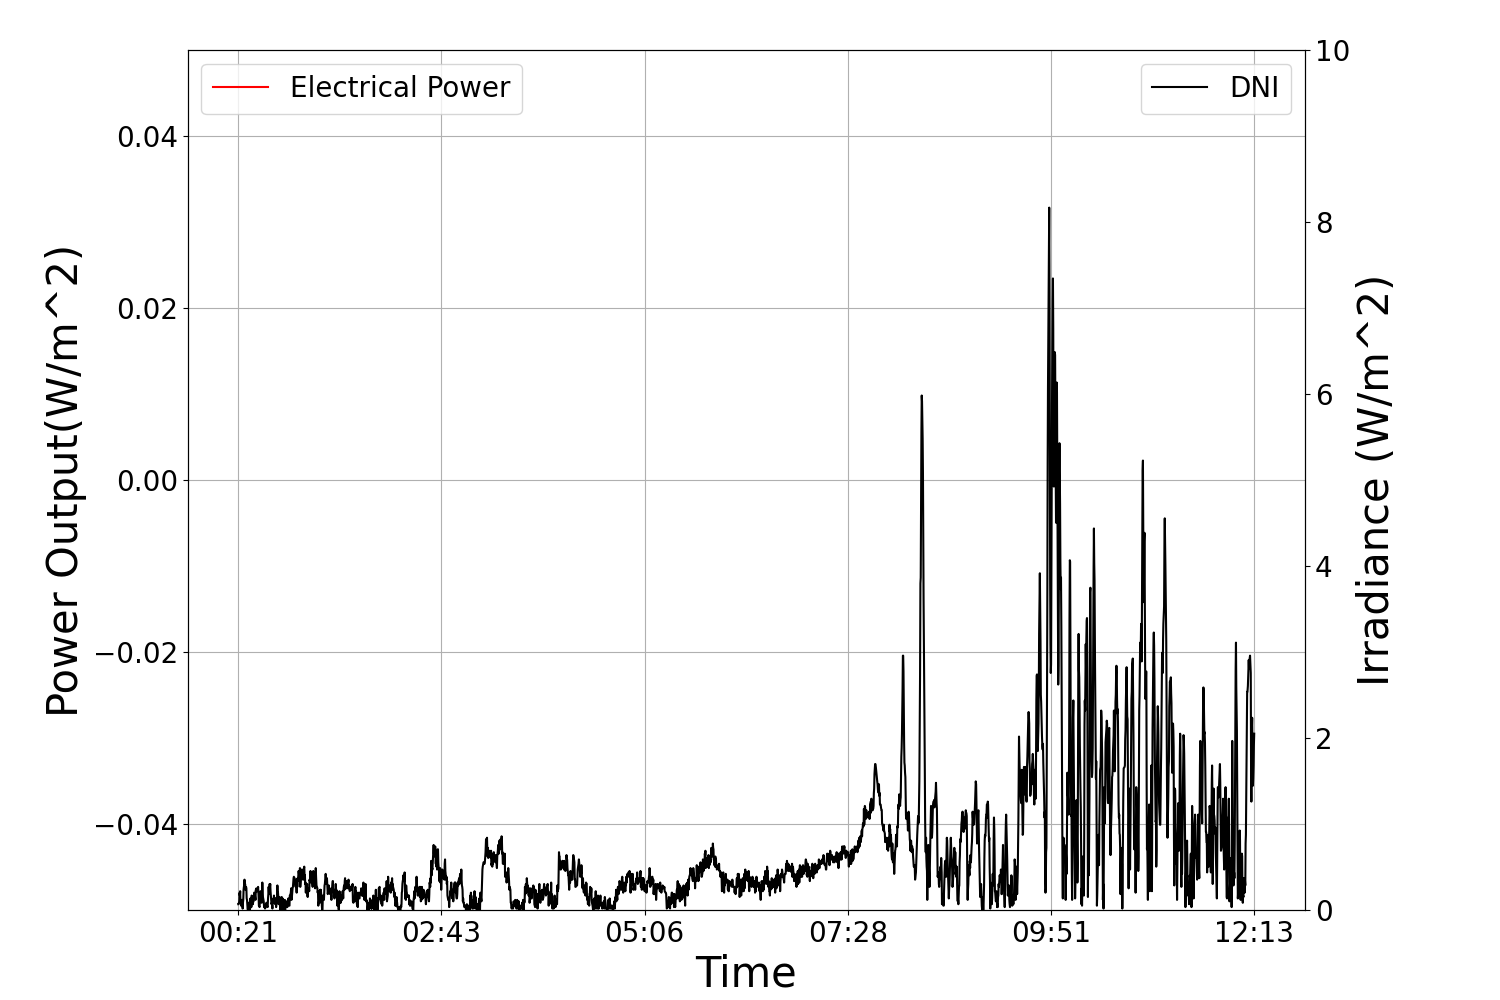 Electrical Power
DNI
0.04
0.02
0.00
−0.02
−0.04
Power Output(W/m^2)
10
8
6
4
2
0
Irradiance (W/m^2)
00:21 02:43 05:06 07:28 09:51 12:13
Time